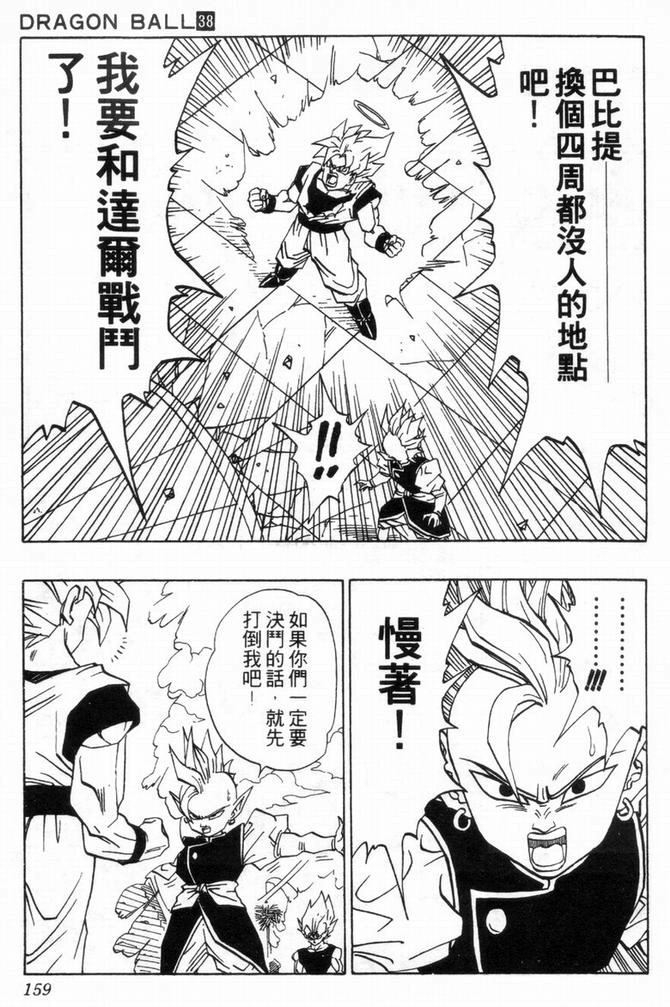 DRAGON BALL 38
巴比提——
換個四周都沒人的地點
吧！
我要和達爾戰鬥
了！
!!
………
………!!!
慢著！
如果你們一定要
決鬥的話，就先
打倒我吧！
159